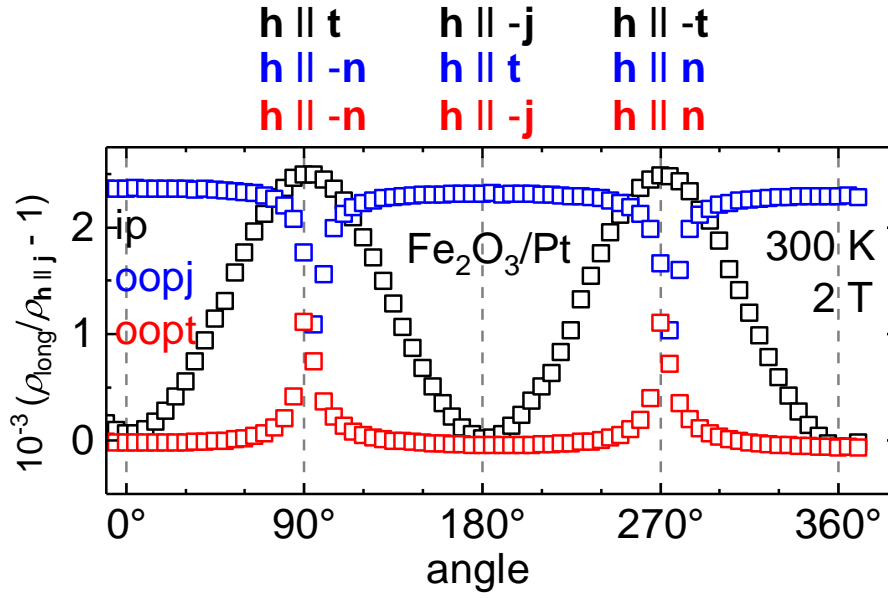 h || t h || -j h || -t
h || -n h || t h || n
h || -n h || -j h || n
10⁻³ (ρlong/ρh || j - 1)
2
1
0
ip
oopj
oopt
Fe₂O₃/Pt
300 K
2 T
0° 90° 180° 270° 360°
angle